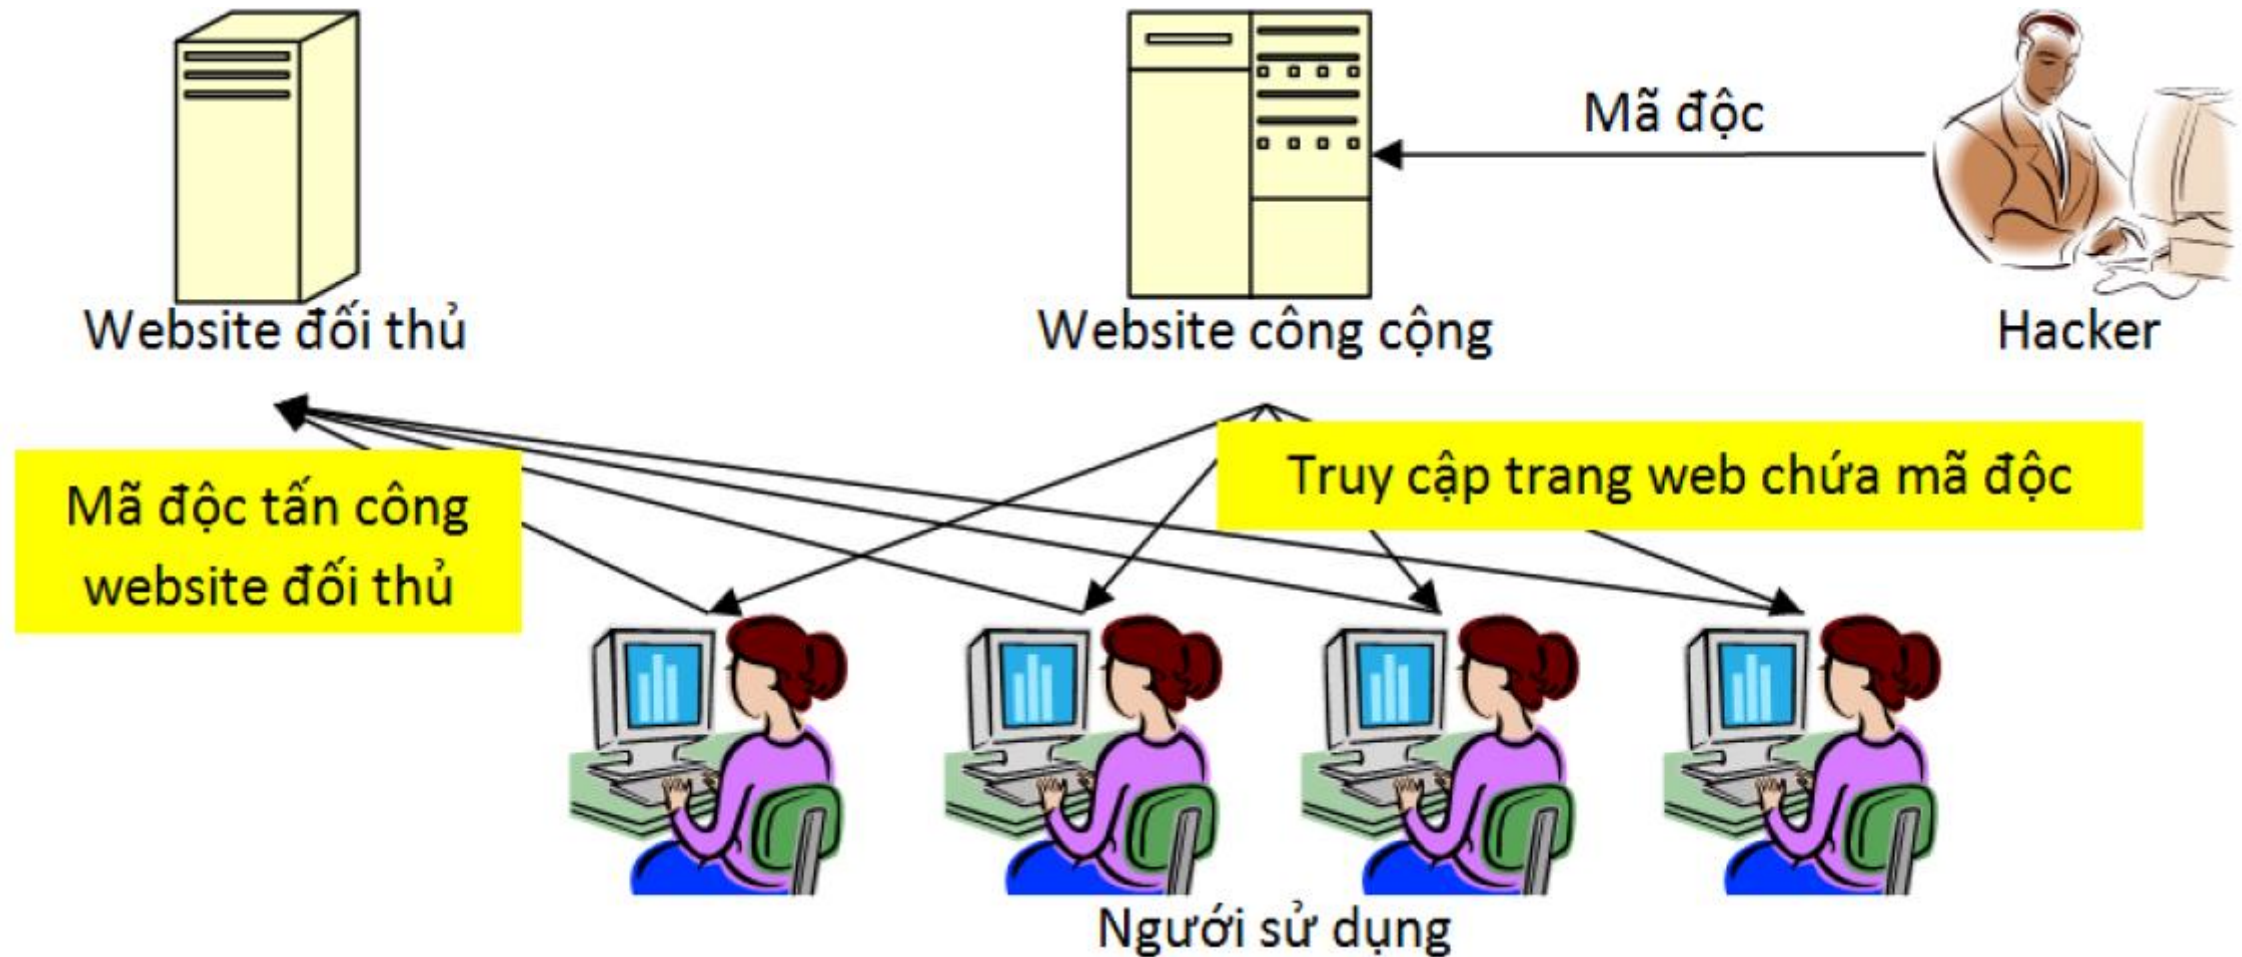 Mã độc
Website đối thủ
Website công cộng
Hacker
Truy cập trang web chứa mã độc
Mã độc tấn công
website đối thủ
Ngưới sử dụng